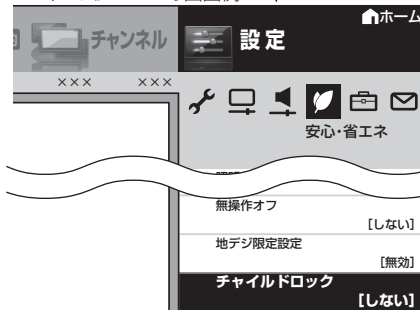 チャンネル
設定
ホーム
×××　×××
安心・省エネ
無操作オフ
[しない]
地デジ限定設定
[無効]
チャイルドロック
[しない]